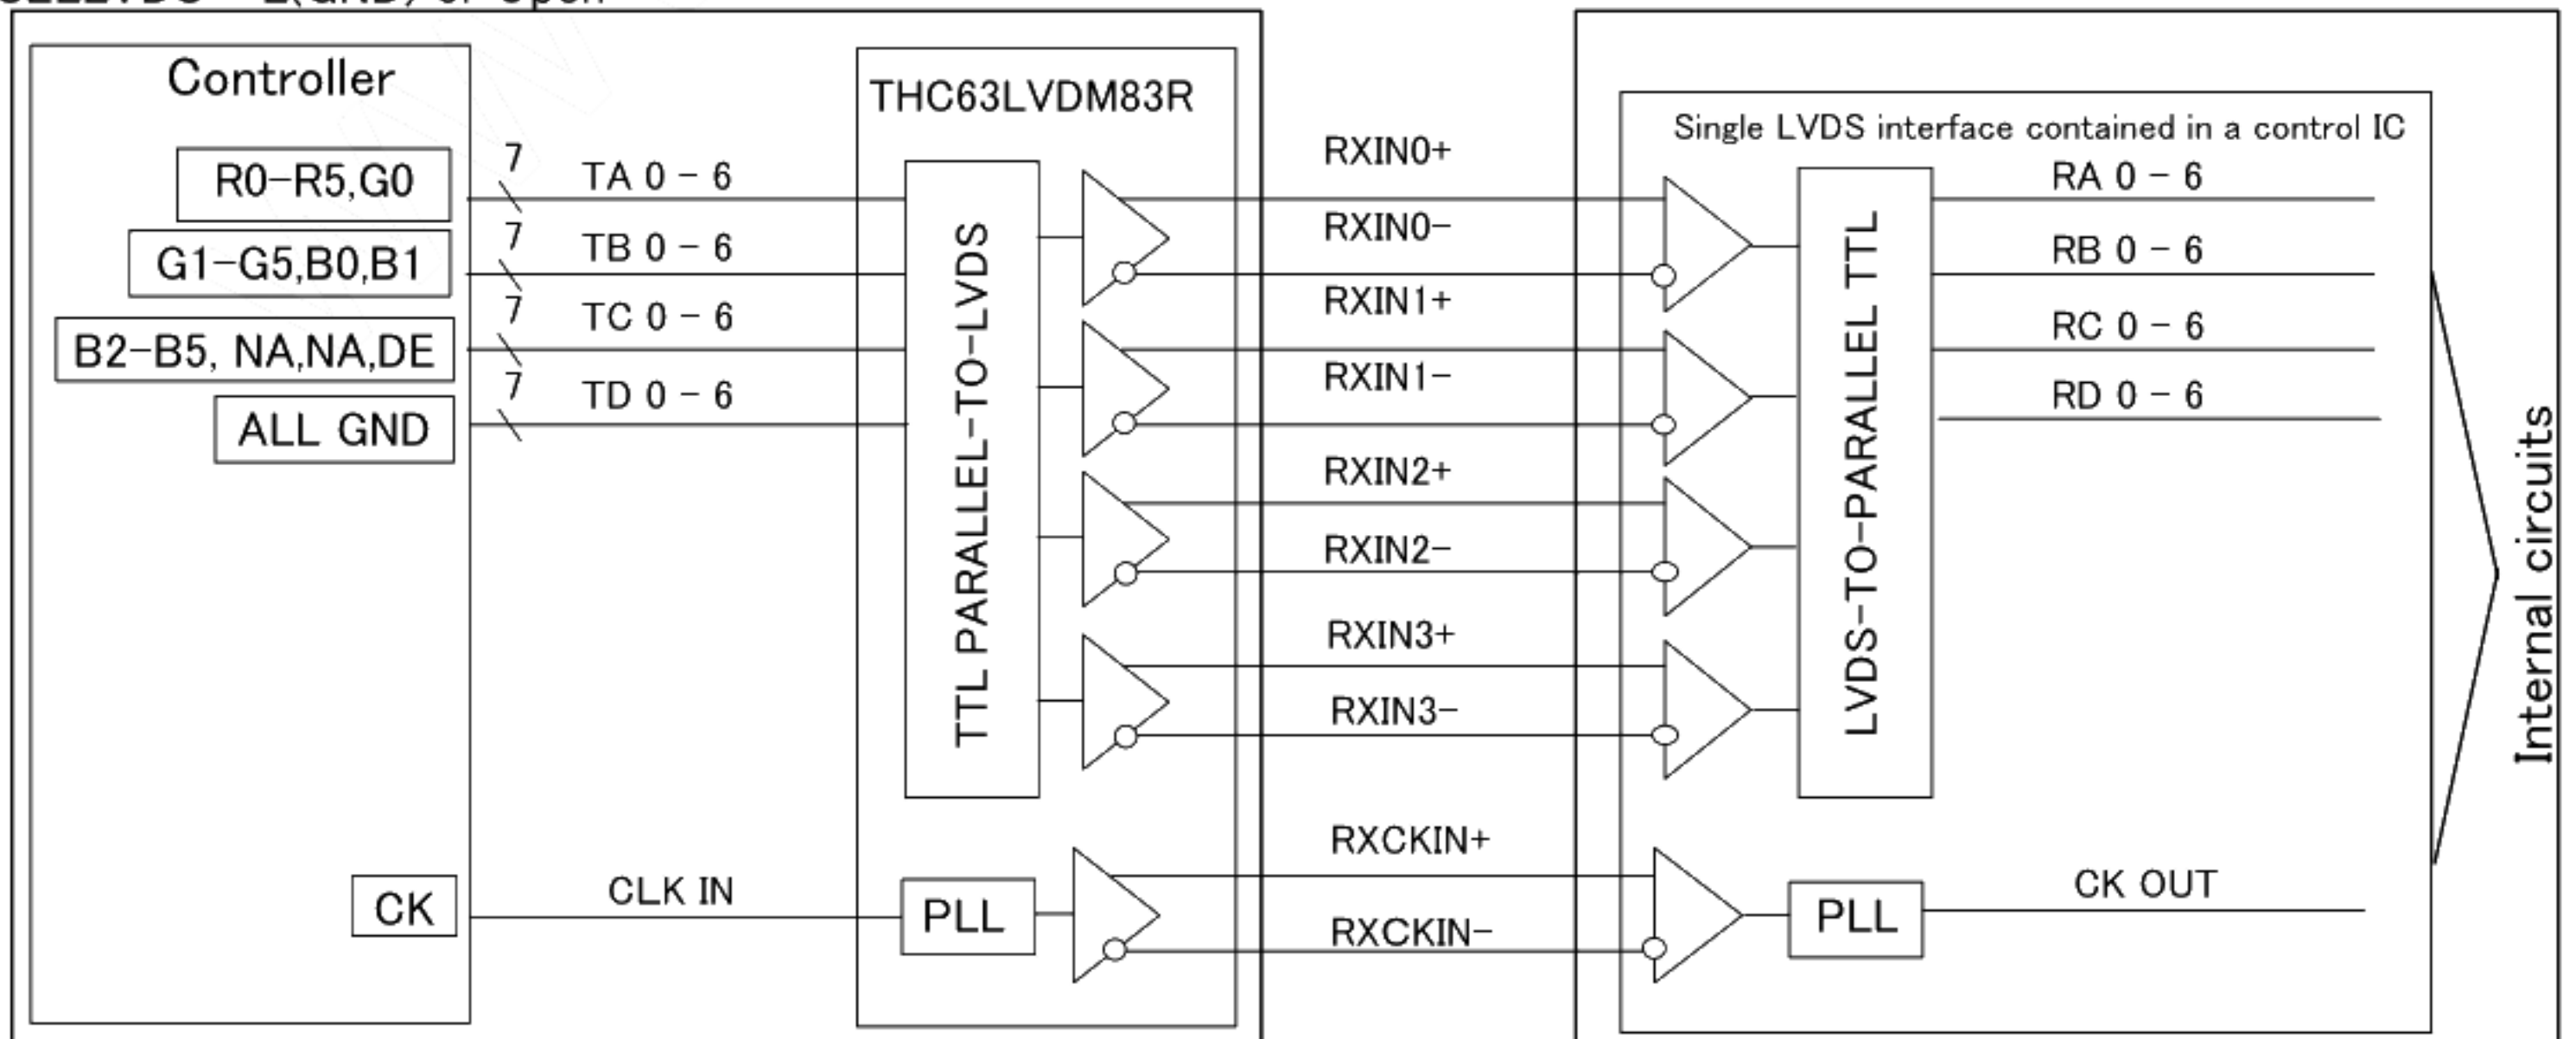 L(GND) or Open
Controller
R0-R5,G0
G1-G5,B0,B1
B2-B5, NA,NA,DE
ALL GND
CK
7
TA 0 - 6
7
TB 0 - 6
7
TC 0 - 6
7
TD 0 - 6
CLK IN
THC63LVDM83R
TTL PARALLEL-TO-LVDS
PLL
RXIN0+
RXIN0-
RXIN1+
RXIN1-
RXIN2+
RXIN2-
RXIN3+
RXIN3-
RXCKIN+
RXCKIN-
Single LVDS interface contained in a control IC
LVDS-TO-PARALLEL TTL
PLL
RA 0 - 6
RB 0 - 6
RC 0 - 6
RD 0 - 6
CK OUT
Internal circuits